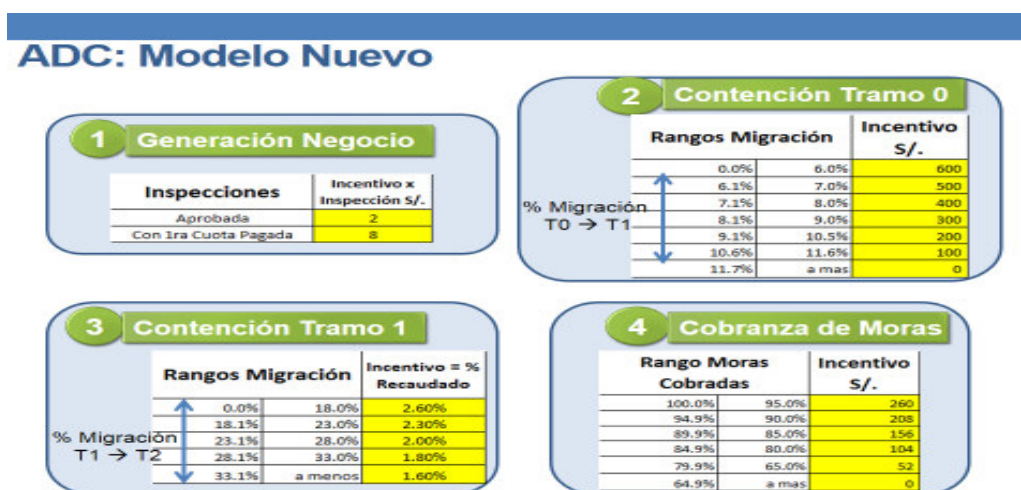 ADC: Modelo Nuevo
1 Generación Negocio
Inspecciones Incentivo x Inspección S/.
Aprobada 2
Con 1ra Cuota Pagada 8
2 Contención Tramo 0
Rangos Migración Incentivo S/.
% Migración T0 → T1
0.0% 6.0% 600
6.1% 7.0% 500
7.1% 8.0% 400
8.1% 9.0% 300
9.1% 10.5% 200
10.6% 11.6% 100
11.7% a mas 0
3 Contención Tramo 1
Rangos Migración Incentivo = % Recaudado
% Migración T1 → T2
0.0% 18.0% 2.60%
18.1% 23.0% 2.30%
23.1% 28.0% 2.00%
28.1% 33.0% 1.80%
33.1% a menos 1.60%
4 Cobranza de Moras
Rango Moras Cobradas Incentivo S/.
100.0% 95.0% 260
94.9% 90.0% 208
89.9% 85.0% 156
84.9% 80.0% 104
79.9% 65.0% 52
64.9% a mas 0